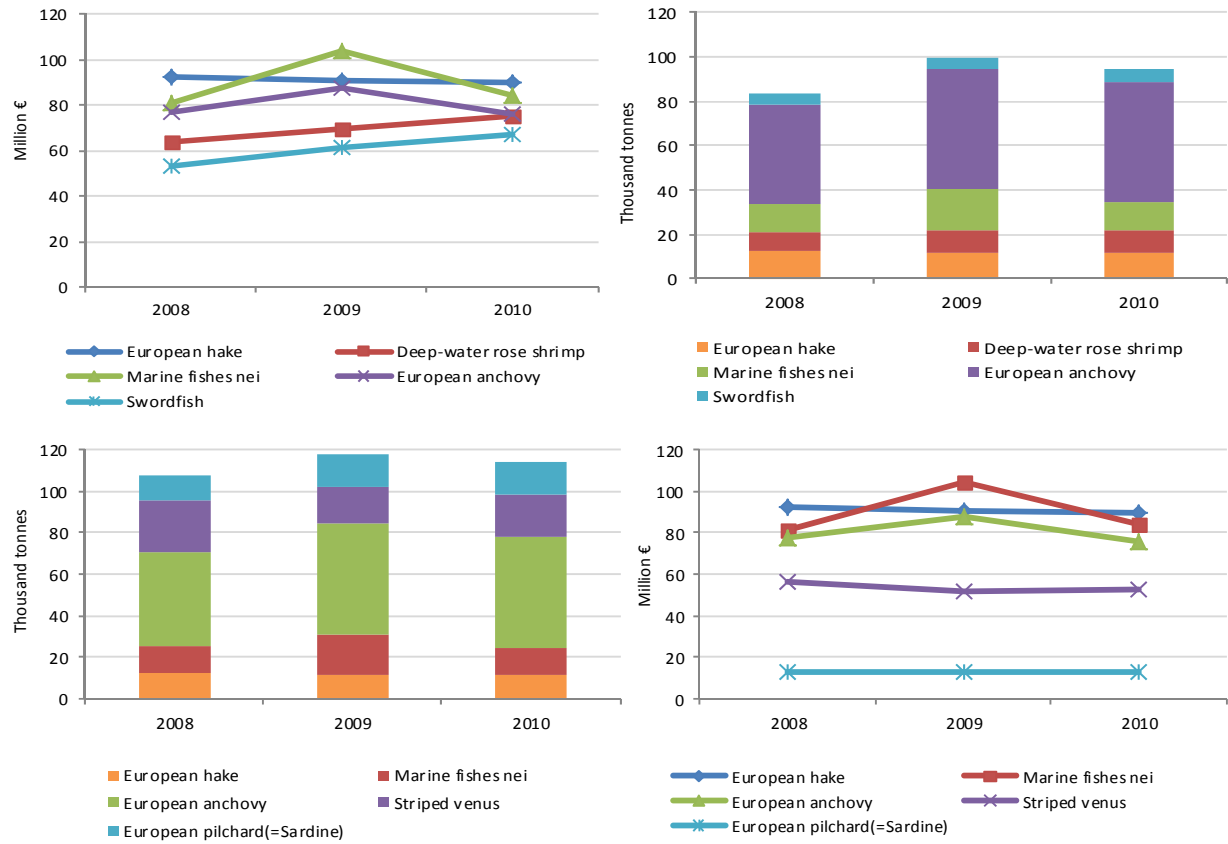 120
100
80
60
40
20
0
Million €
2008 2009 2010
European hake Deep-water rose shrimp
Marine fishes nei European anchovy
Swordfish
120
100
80
60
40
20
0
Thousand tonnes
2008 2009 2010
European hake Deep-water rose shrimp
Marine fishes nei European anchovy
Swordfish
120
100
80
60
40
20
0
Thousand tonnes
2008 2009 2010
European hake Marine fishes nei
European anchovy Striped venus
European pilchard(=Sardine)
120
100
80
60
40
20
0
Million €
2008 2009 2010
European hake Marine fishes nei
European anchovy Striped venus
European pilchard(=Sardine)